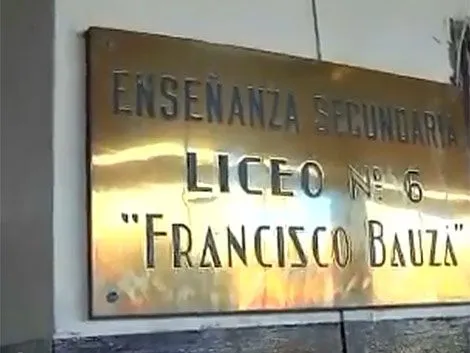 ENSEÑANZA SECUNDARIA
LICEO Nº 6
"FRANCISCO BAUZÁ"